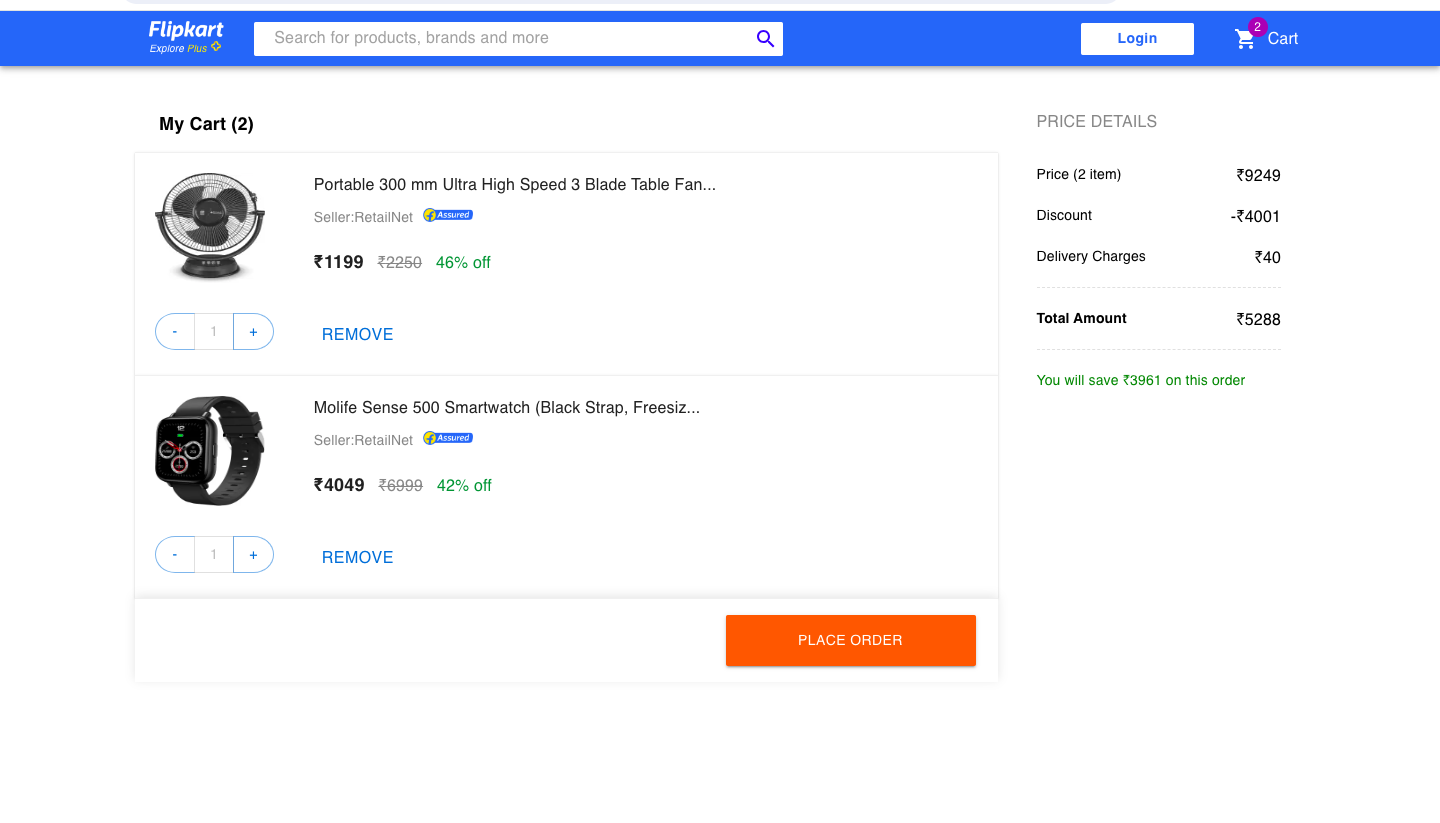 Flipkart
Explore Plus
Search for products, brands and more
Login
2
Cart
My Cart (2)
Portable 300 mm Ultra High Speed 3 Blade Table Fan...
Seller:RetailNet Assured
₹1199 ₹2250 46% off
- 1 + REMOVE
Molife Sense 500 Smartwatch (Black Strap, Freesiz...
Seller:RetailNet Assured
₹4049 ₹6999 42% off
- 1 + REMOVE
PLACE ORDER
PRICE DETAILS
Price (2 item) ₹9249
Discount -₹4001
Delivery Charges ₹40
Total Amount ₹5288
You will save ₹3961 on this order